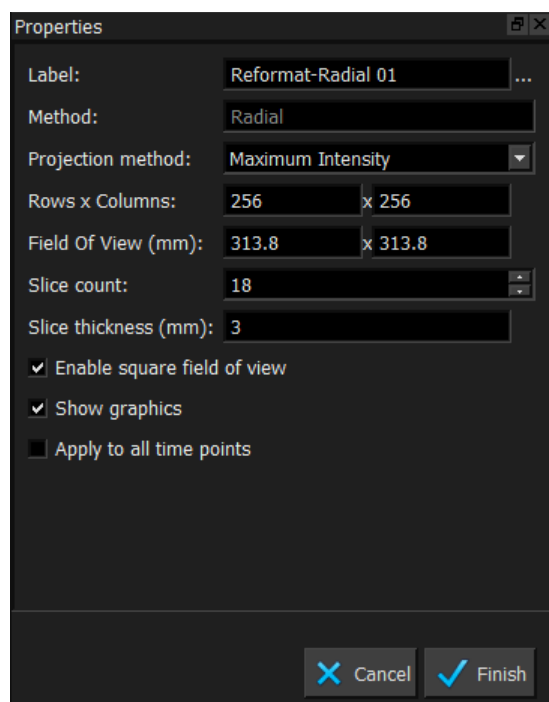 Properties
Label: Reformat-Radial 01 ...
Method: Radial
Projection method: Maximum Intensity
Rows x Columns: 256 x 256
Field Of View (mm): 313.8 x 313.8
Slice count: 18
Slice thickness (mm): 3
Enable square field of view
Show graphics
Apply to all time points
Cancel Finish